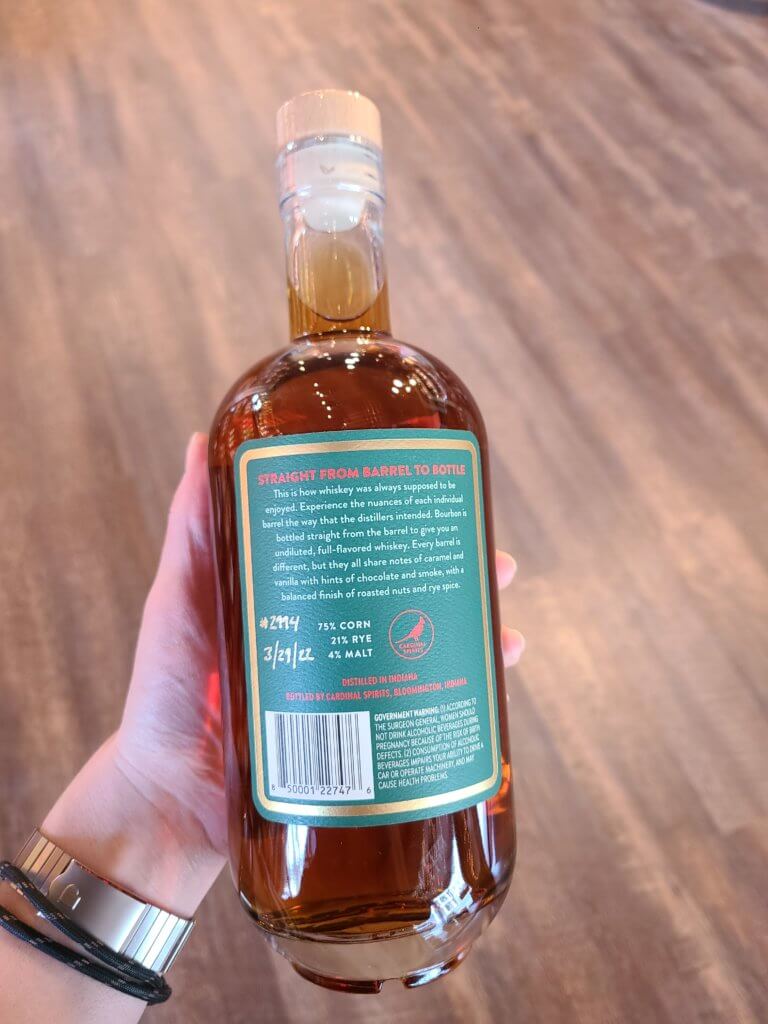 STRAIGHT FROM BARREL TO BOTTLE
This is how whiskey was always supposed to be
enjoyed. Experience the nuances of each individual
barrel the way that the distillers intended. Bourbon is
bottled straight from the barrel to give you an
undiluted, full-flavored whiskey. Every barrel is
different, but they all share notes of caramel and
vanilla with hints of chocolate and smoke, with a
balanced finish of roasted nuts and rye spice.
#2994
3/29/22
75% CORN
21% RYE
4% MALT
CARDINAL
SPIRITS
DISTILLED IN INDIANA
BOTTLED BY CARDINAL SPIRITS, BLOOMINGTON, INDIANA
GOVERNMENT WARNING: (1) ACCORDING TO
THE SURGEON GENERAL, WOMEN SHOULD
NOT DRINK ALCOHOLIC BEVERAGES DURING
PREGNANCY BECAUSE OF THE RISK OF BIRTH
DEFECTS. (2) CONSUMPTION OF ALCOHOLIC
BEVERAGES IMPAIRS YOUR ABILITY TO DRIVE A
CAR OR OPERATE MACHINERY, AND MAY
CAUSE HEALTH PROBLEMS.
8 50001 22747 6